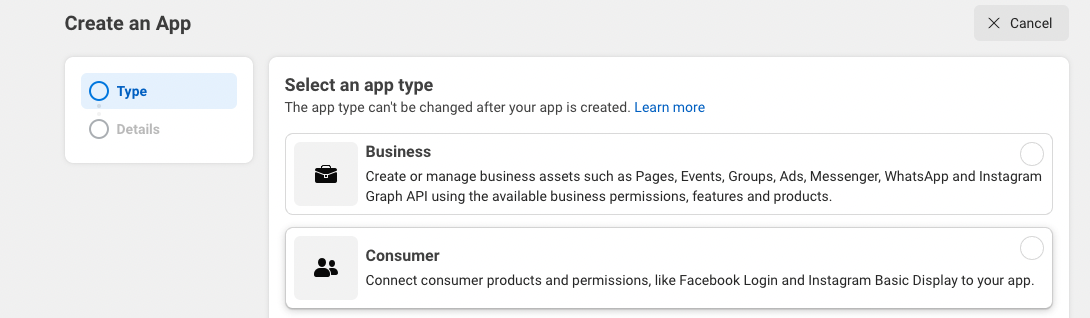 Create an App
Cancel
Type
Details
Select an app type
The app type can't be changed after your app is created. Learn more
Business
Create or manage business assets such as Pages, Events, Groups, Ads, Messenger, WhatsApp and Instagram
Graph API using the available business permissions, features and products.
Consumer
Connect consumer products and permissions, like Facebook Login and Instagram Basic Display to your app.